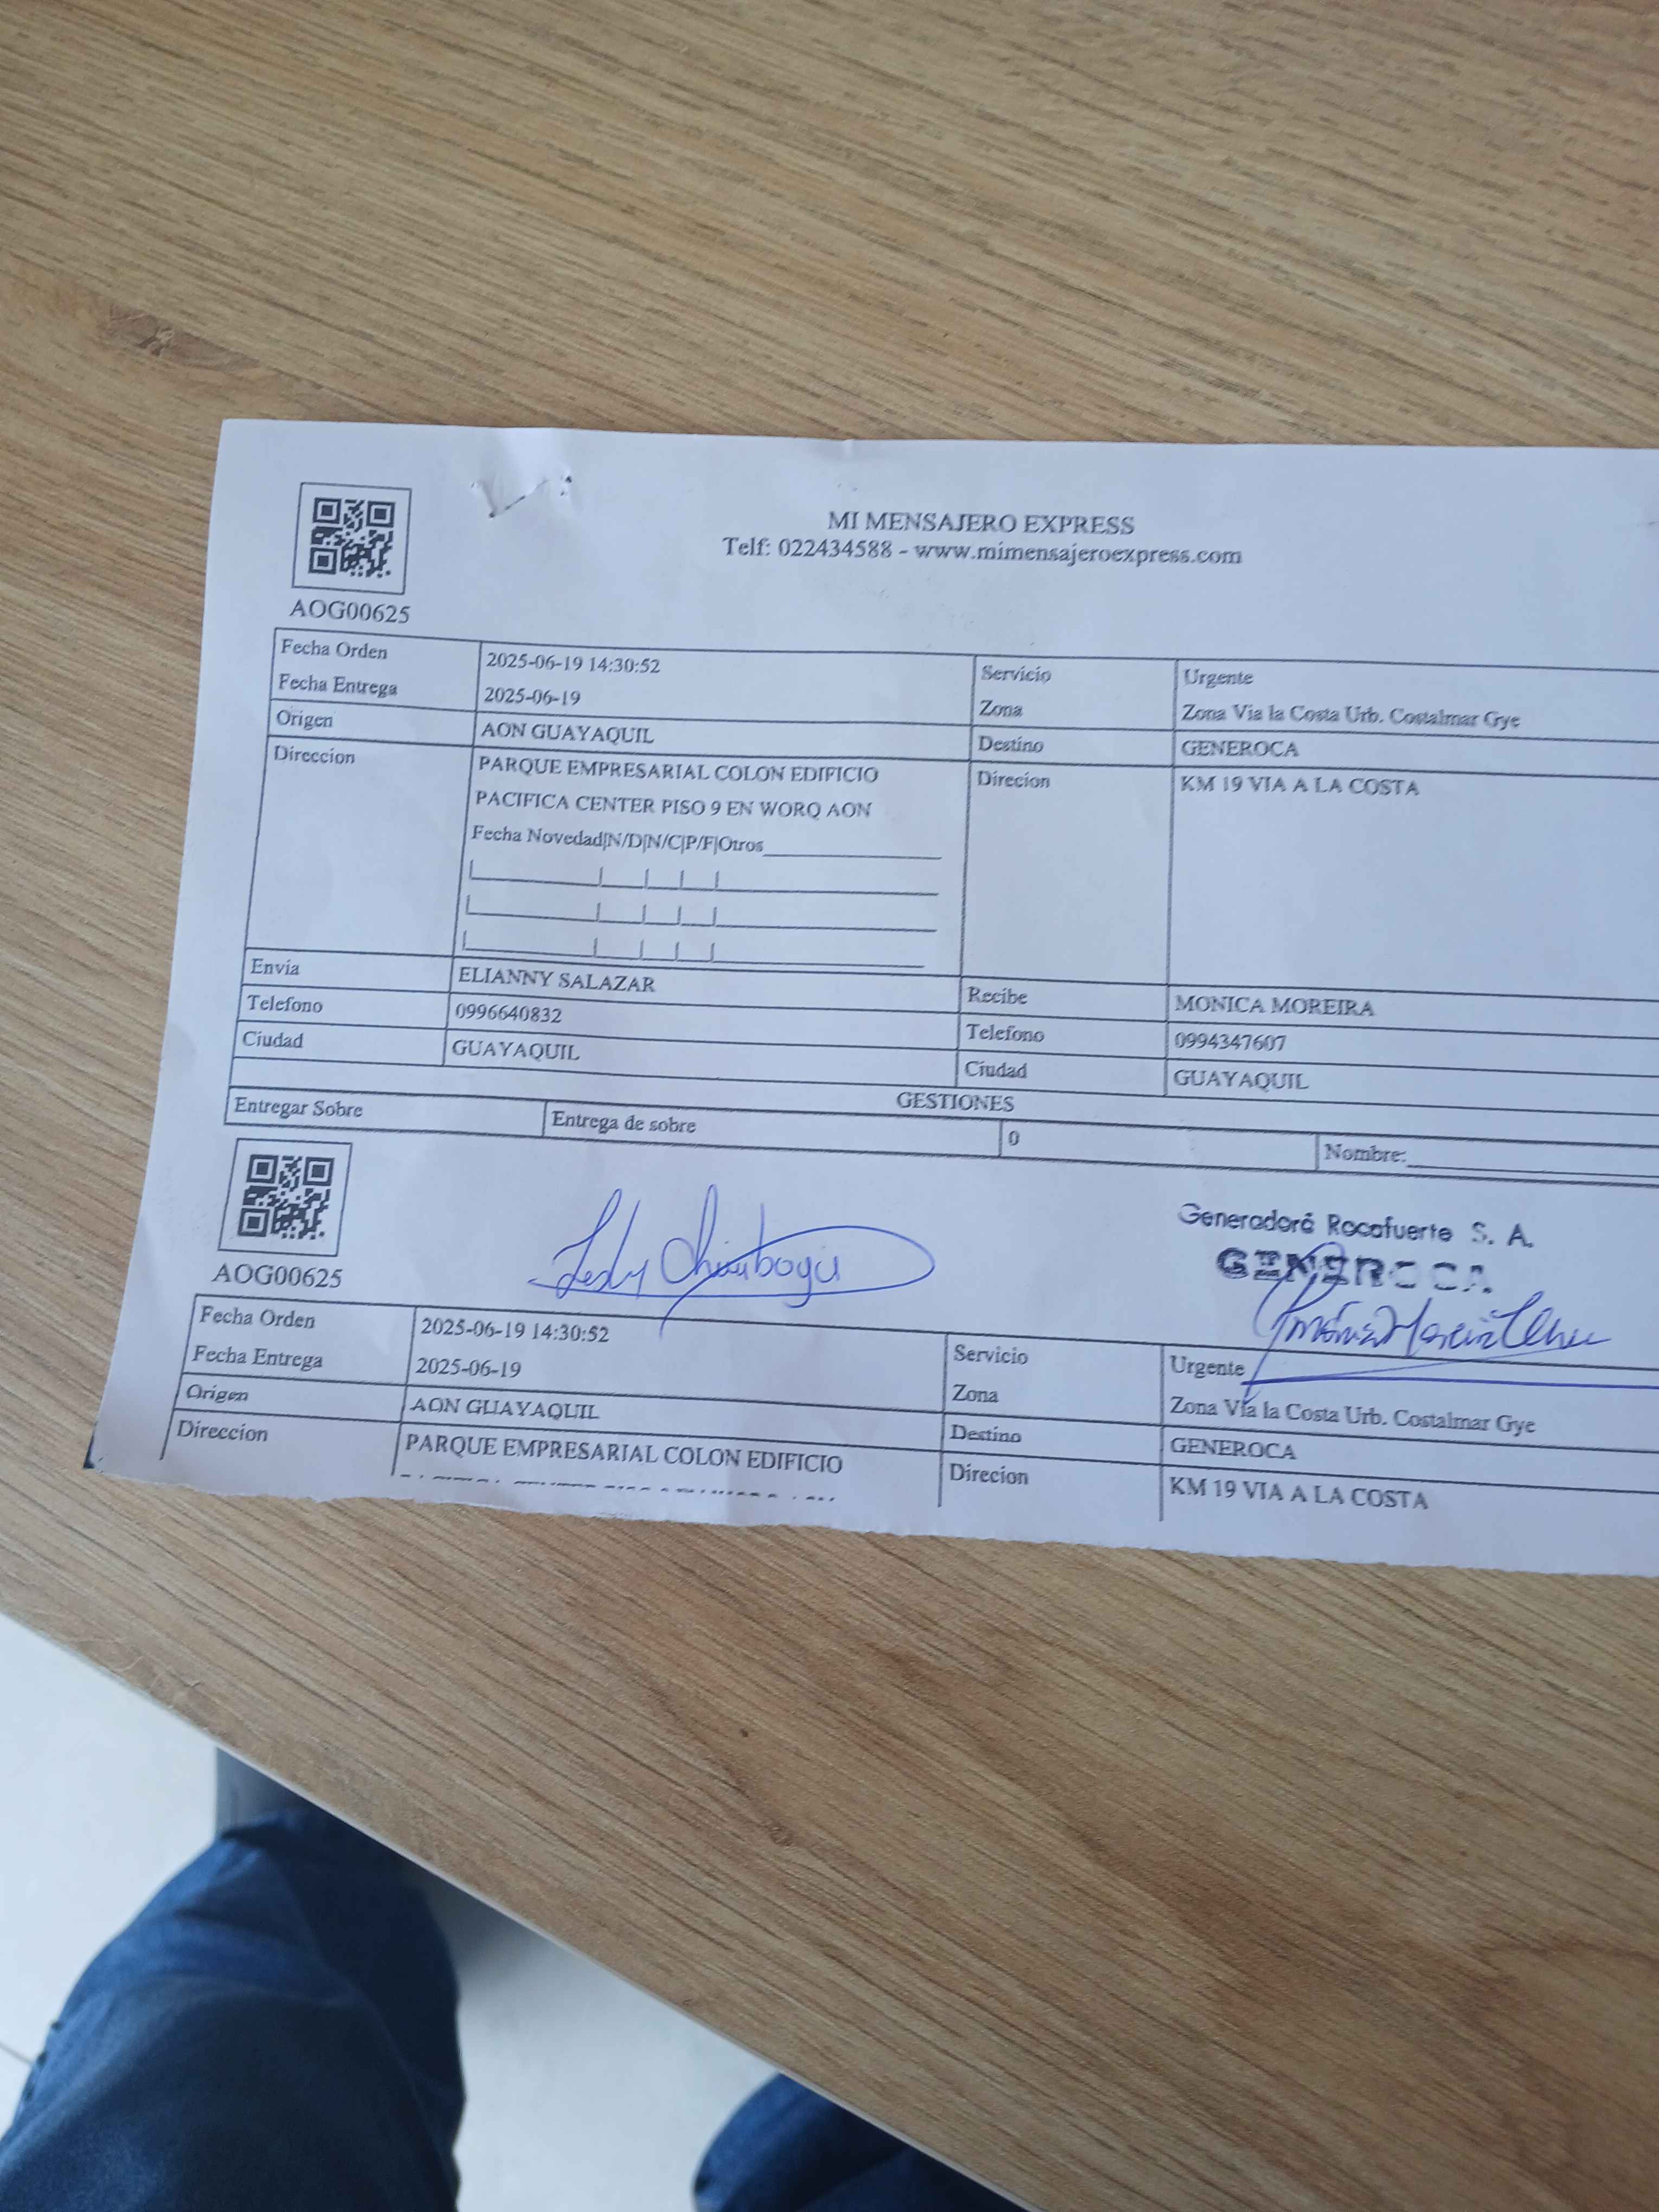 MI MENSAJERO EXPRESS
Telf: 022434588 - www.mimensajeroexpress.com
AOG00625
Fecha Orden 2025-06-19 14:30:52 Servicio Urgente
Fecha Entrega 2025-06-19 Zona Zona Via la Costa Urb. Costalmar Gye
Origen AON GUAYAQUIL Destino GENEROCA
Direccion PARQUE EMPRESARIAL COLON EDIFICIO Direcion KM 19 VIA A LA COSTA
PACIFICA CENTER PISO 9 EN WORQ AON
Fecha Novedad|N/D|N/C|P/F|Otros
Envia ELIANNY SALAZAR Recibe MONICA MOREIRA
Telefono 0996640832 Telefono 0994347607
Ciudad GUAYAQUIL Ciudad GUAYAQUIL
GESTIONES
Entregar Sobre Entrega de sobre 0 Nombre:
Generadora Rocafuerte S. A.
GENEROCA
AOG00625
Fecha Orden 2025-06-19 14:30:52 Servicio Urgente
Fecha Entrega 2025-06-19 Zona Zona Via la Costa Urb. Costalmar Gye
Origen AON GUAYAQUIL Destino GENEROCA
Direccion PARQUE EMPRESARIAL COLON EDIFICIO Direcion KM 19 VIA A LA COSTA